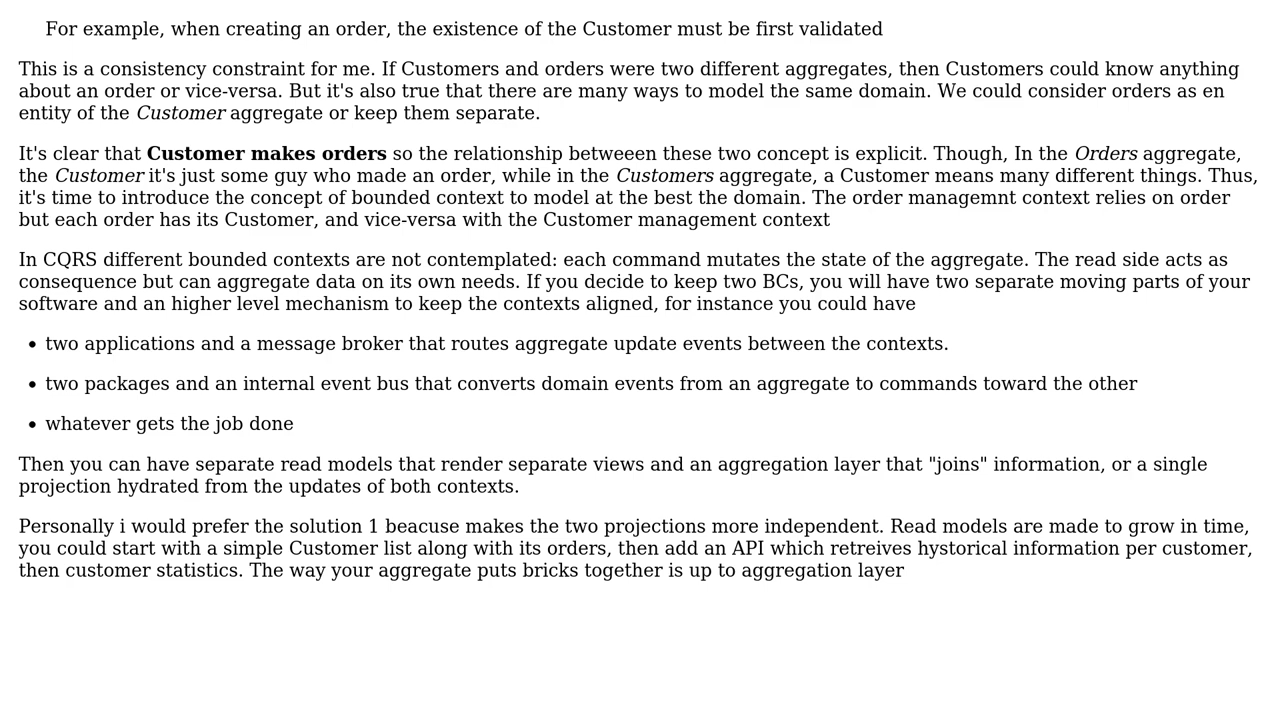 For example, when creating an order, the existence of the Customer must be first validated
This is a consistency constraint for me. If Customers and orders were two different aggregates, then Customers could know anything
about an order or vice-versa. But it's also true that there are many ways to model the same domain. We could consider orders as en
entity of the Customer aggregate or keep them separate.
It's clear that Customer makes orders so the relationship betweeen these two concept is explicit. Though, In the Orders aggregate,
the Customer it's just some guy who made an order, while in the Customers aggregate, a Customer means many different things. Thus,
it's time to introduce the concept of bounded context to model at the best the domain. The order managemnt context relies on order
but each order has its Customer, and vice-versa with the Customer management context
In CQRS different bounded contexts are not contemplated: each command mutates the state of the aggregate. The read side acts as
consequence but can aggregate data on its own needs. If you decide to keep two BCs, you will have two separate moving parts of your
software and an higher level mechanism to keep the contexts aligned, for instance you could have
• two applications and a message broker that routes aggregate update events between the contexts.
• two packages and an internal event bus that converts domain events from an aggregate to commands toward the other
• whatever gets the job done
Then you can have separate read models that render separate views and an aggregation layer that "joins" information, or a single
projection hydrated from the updates of both contexts.
Personally i would prefer the solution 1 beacuse makes the two projections more independent. Read models are made to grow in time,
you could start with a simple Customer list along with its orders, then add an API which retreives hystorical information per customer,
then customer statistics. The way your aggregate puts bricks together is up to aggregation layer